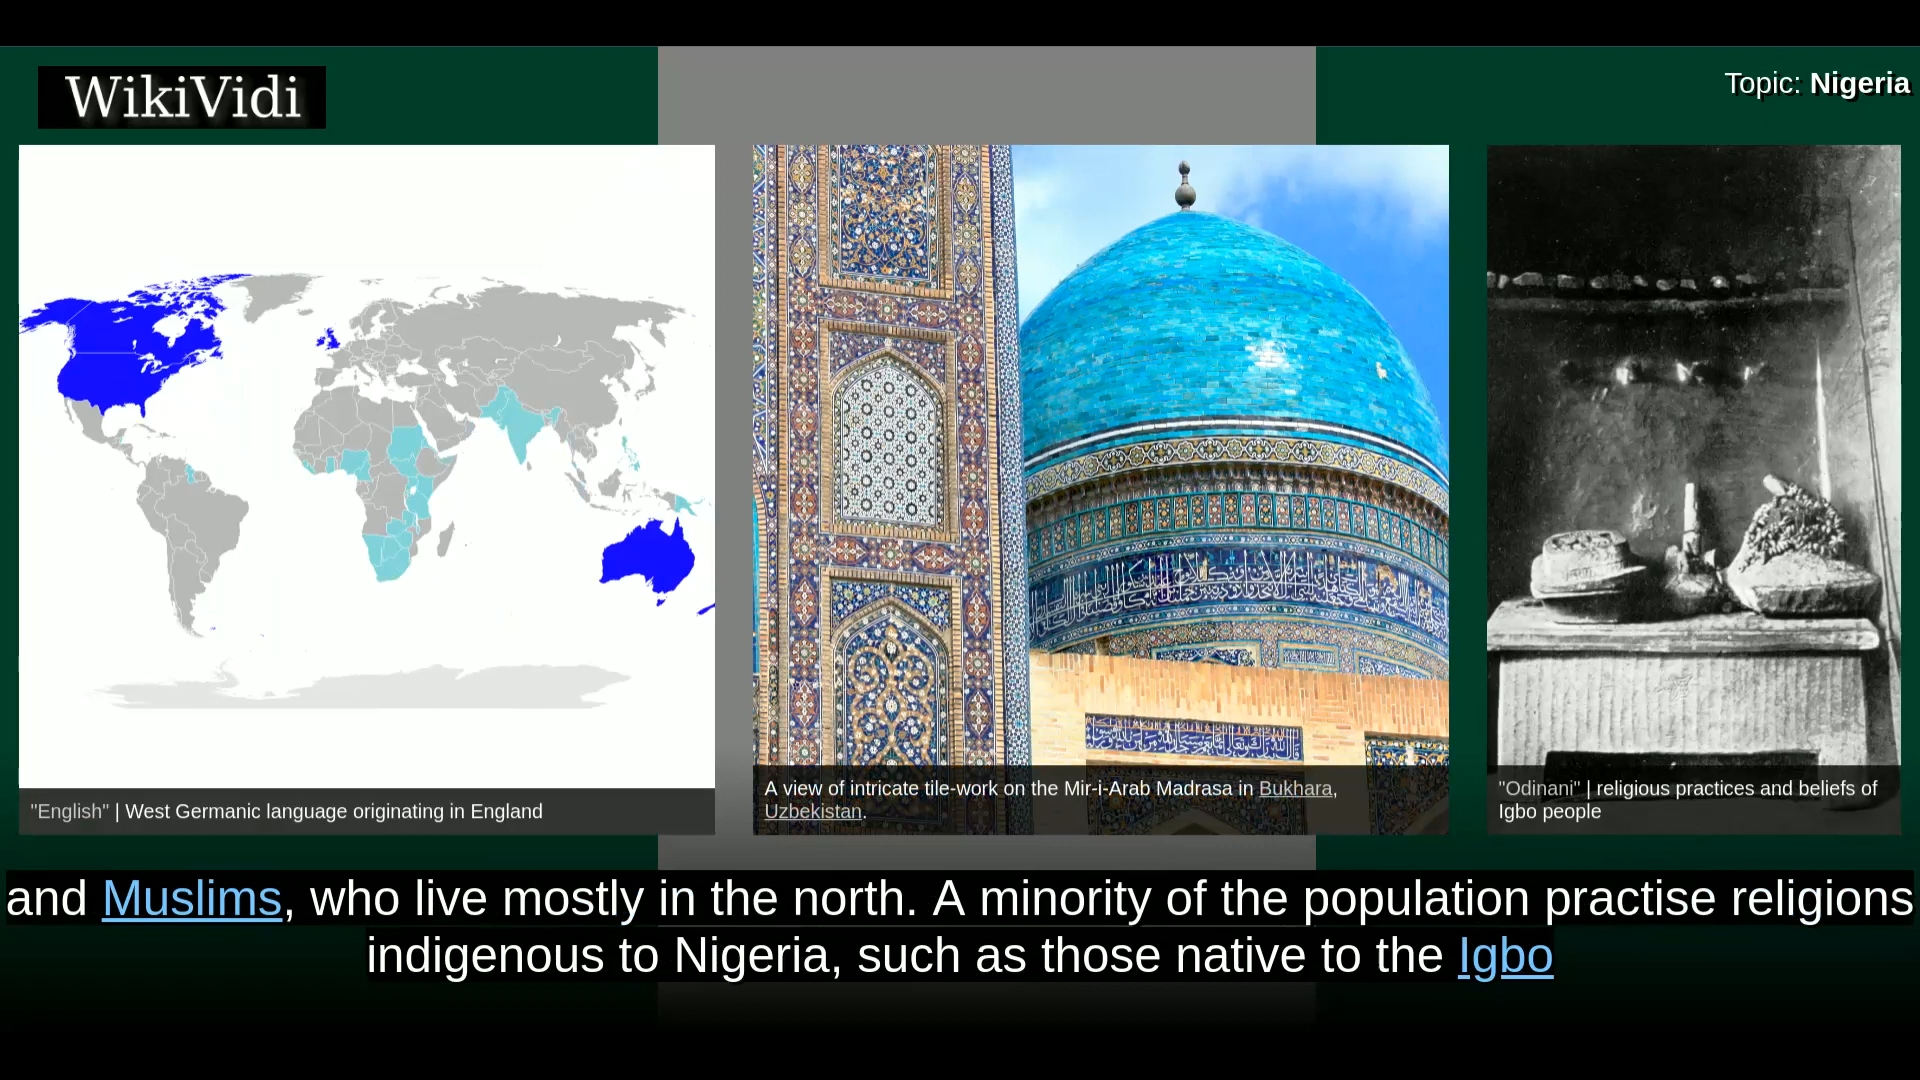 WikiVidi
Topic: Nigeria
"English" | West Germanic language originating in England
A view of intricate tile-work on the Mir-i-Arab Madrasa in Bukhara,
Uzbekistan.
"Odinani" | religious practices and beliefs of
Igbo people
and Muslims, who live mostly in the north. A minority of the population practise religions
indigenous to Nigeria, such as those native to the Igbo